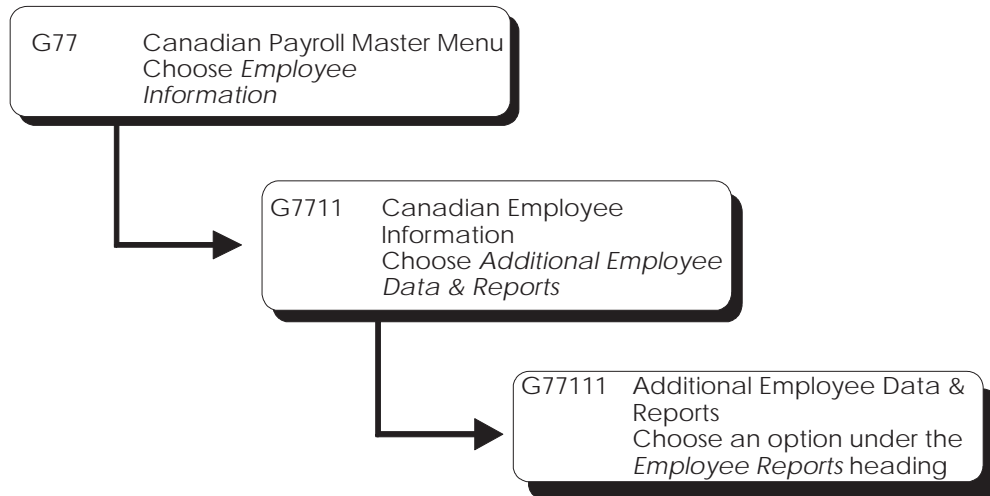 G77 Canadian Payroll Master Menu
Choose Employee
Information
G7711 Canadian Employee
Information
Choose Additional Employee
Data & Reports
G77111 Additional Employee Data &
Reports
Choose an option under the
Employee Reports heading